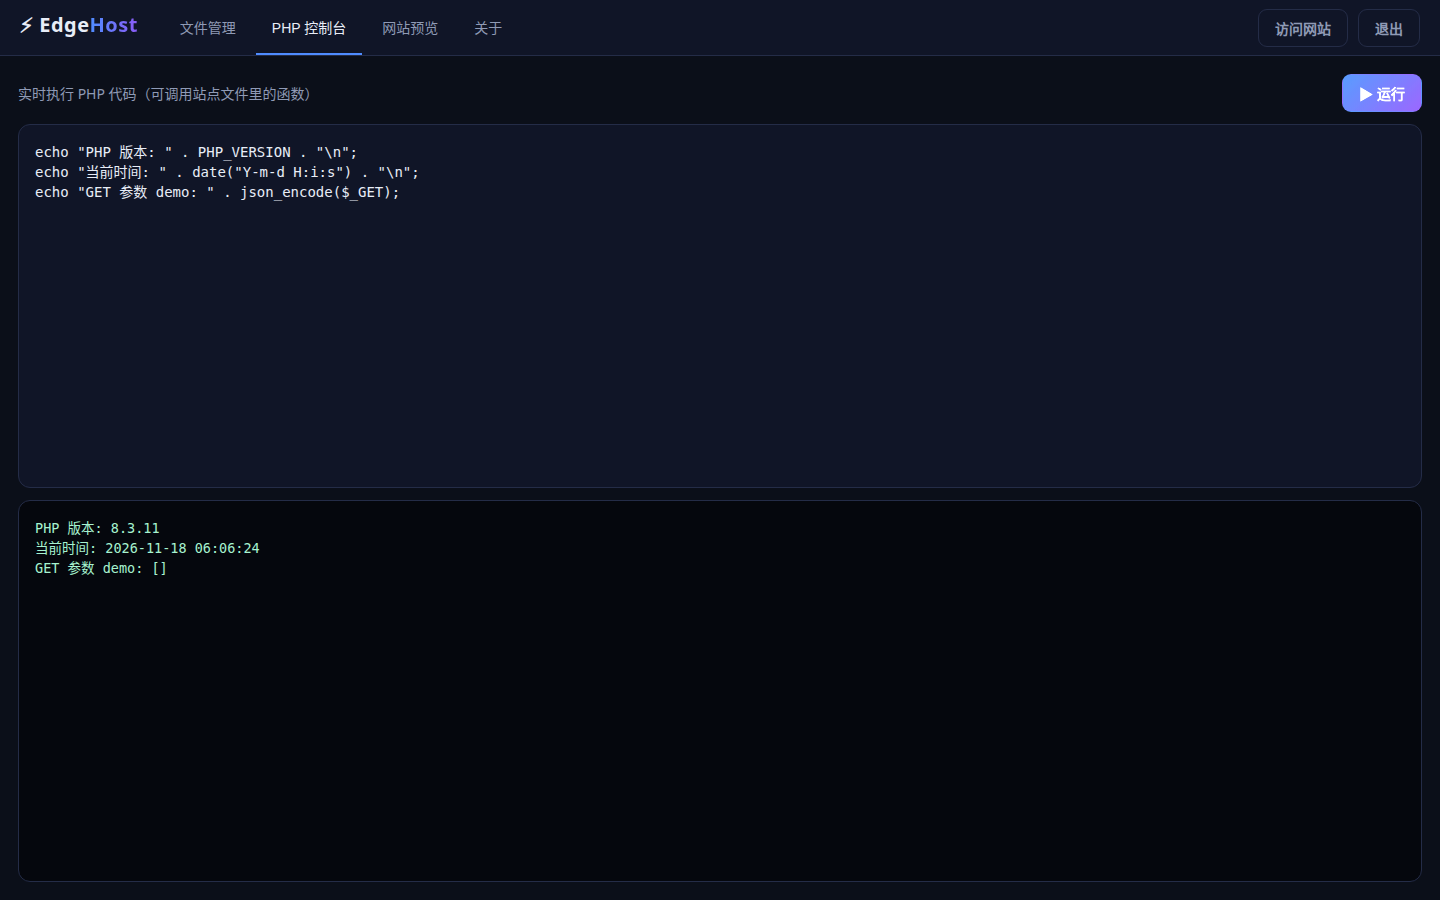 ⚡ EdgeHost 文件管理 PHP 控制台 网站预览 关于 访问网站 退出
实时执行 PHP 代码（可调用站点文件里的函数） ▶ 运行
echo "PHP 版本: " . PHP_VERSION . "\n";
echo "当前时间: " . date("Y-m-d H:i:s") . "\n";
echo "GET 参数 demo: " . json_encode($_GET);
PHP 版本: 8.3.11
当前时间: 2026-11-18 06:06:24
GET 参数 demo: []